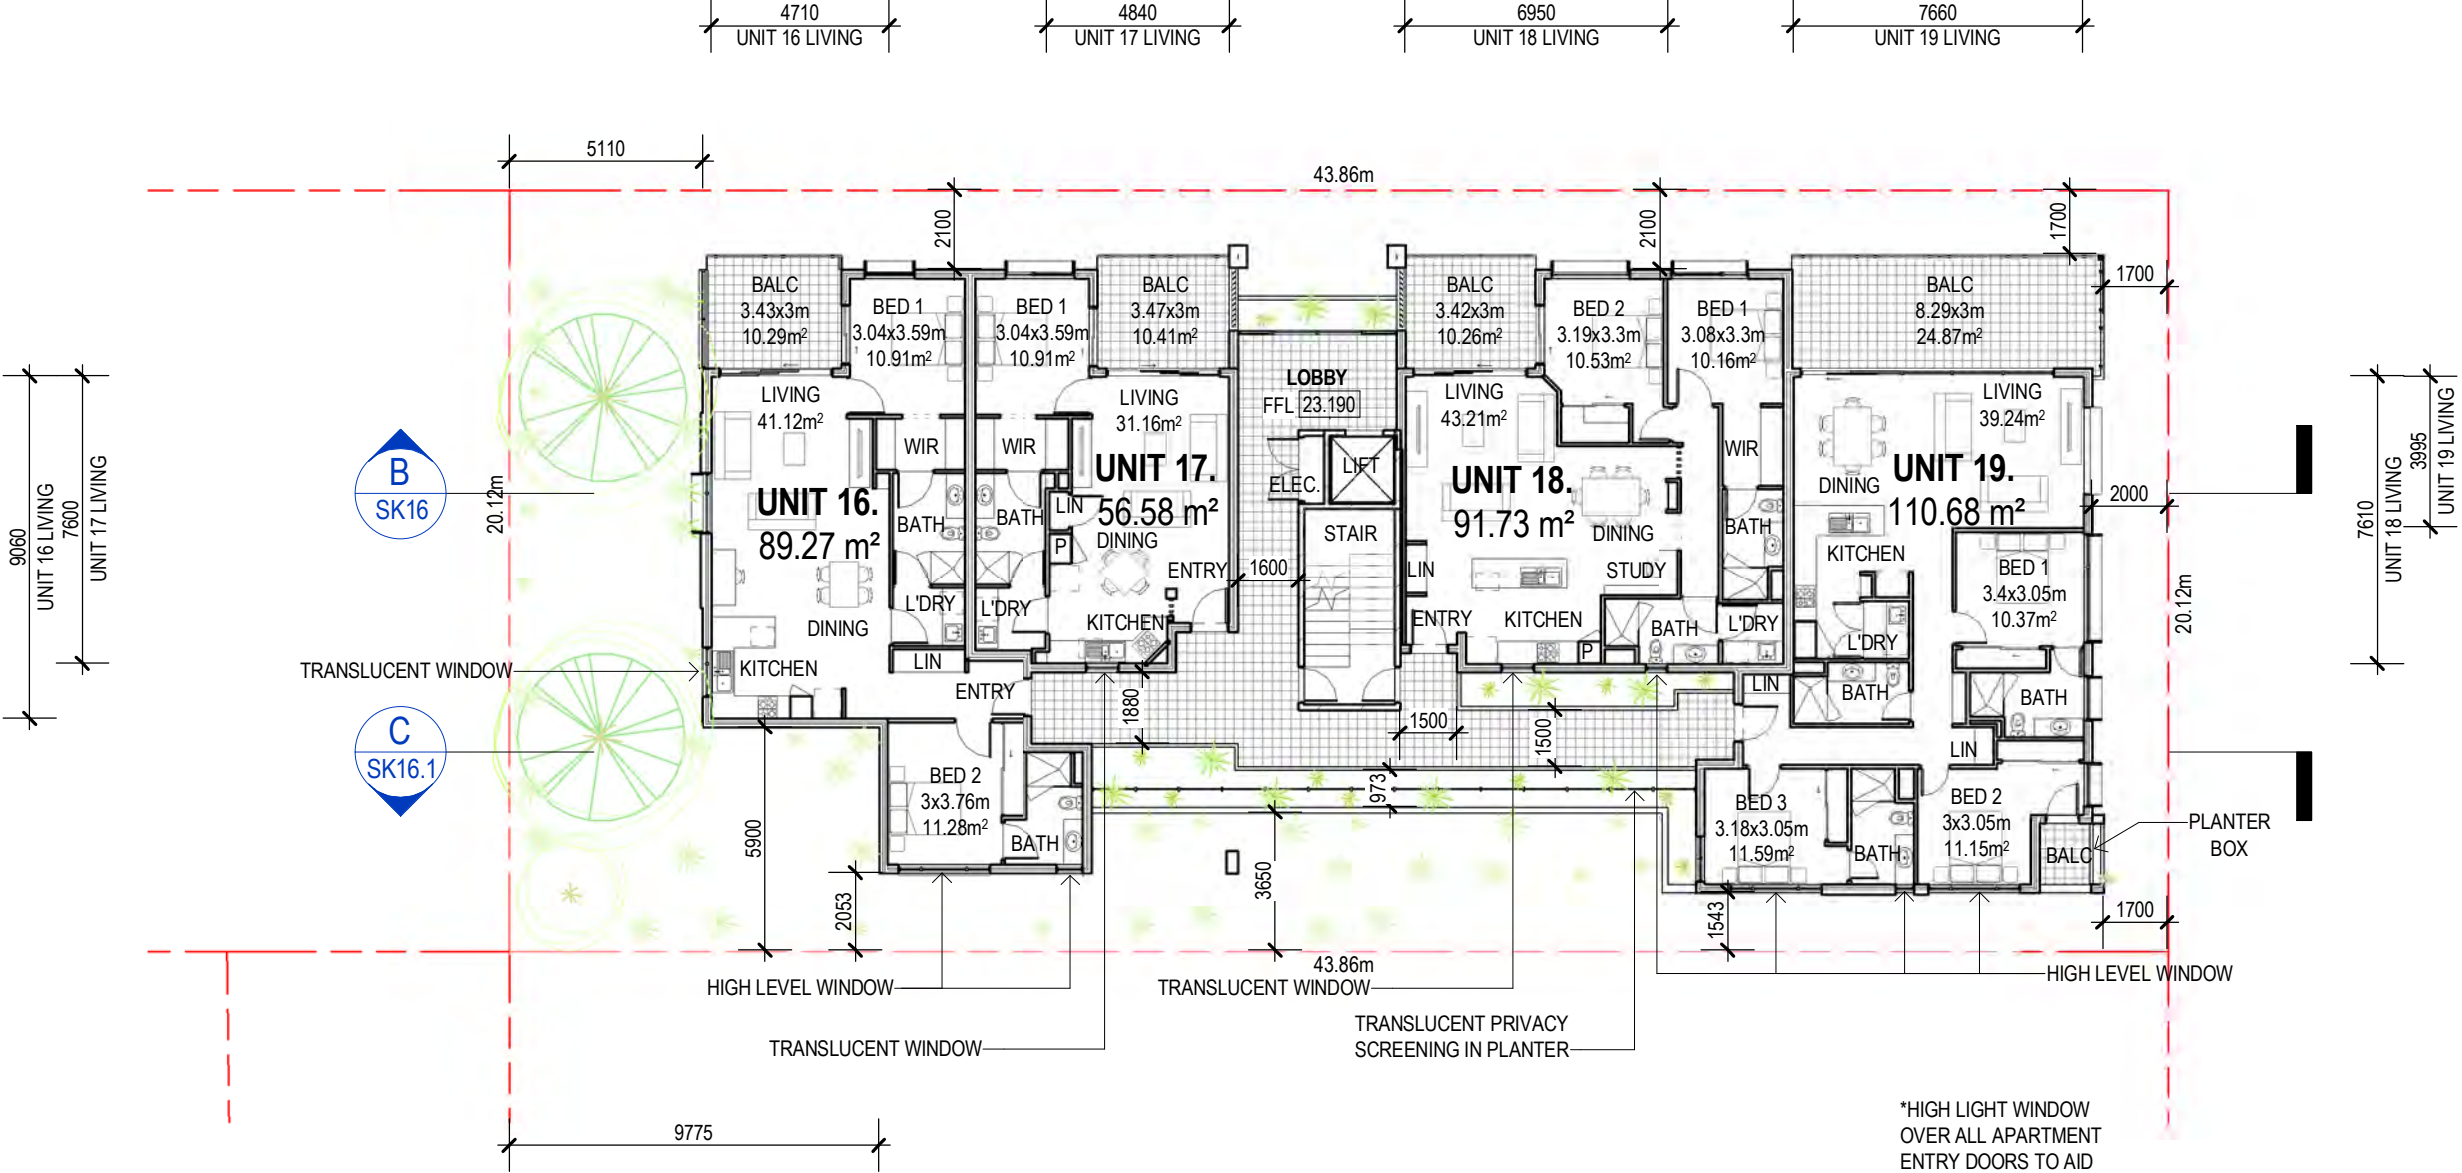 4710
UNIT 16 LIVING
4840
UNIT 17 LIVING
6950
UNIT 18 LIVING
7660
UNIT 19 LIVING
5110
43.86m
2100
2100
1700
1700
BALC
3.43x3m
10.29m²
BED 1
3.04x3.59m
10.91m²
BED 1
3.04x3.59m
10.91m²
BALC
3.47x3m
10.41m²
BALC
3.42x3m
10.26m²
BED 2
3.19x3.3m
10.53m²
BED 1
3.08x3.3m
10.16m²
BALC
8.29x3m
24.87m²
LOBBY
FFL 23.190
LIVING
41.12m²
WIR
WIR
LIVING
31.16m²
LIVING
43.21m²
WIR
LIVING
39.24m²
9060
UNIT 16 LIVING
7600
UNIT 17 LIVING
B
SK16
20.12m
UNIT 16.
89.27 m²
BATH
BATH
LIN
P
UNIT 17.
56.58 m²
DINING
ELEC.
LIFT
STAIR
1600
UNIT 18.
91.73 m²
DINING
BATH
DINING
UNIT 19.
110.68 m²
2000
7610
UNIT 18 LIVING
3995
UNIT 19 LIVING
20.12m
KITCHEN
BED 1
3.4x3.05m
10.37m²
ENTRY
LIN
STUDY
L'DRY
L'DRY
DINING
KITCHEN
ENTRY
KITCHEN
P
BATH
L'DRY
L'DRY
TRANSLUCENT WINDOW
KITCHEN
LIN
ENTRY
LIN
BATH
BATH
C
SK16.1
1880
1500
1500
LIN
BED 2
3x3.76m
11.28m²
BATH
973
BED 3
3.18x3.05m
11.59m²
BATH
BED 2
3x3.05m
11.15m²
BALC
PLANTER
BOX
5900
2053
3650
1543
1700
43.86m
HIGH LEVEL WINDOW
TRANSLUCENT WINDOW
HIGH LEVEL WINDOW
TRANSLUCENT WINDOW
TRANSLUCENT PRIVACY
SCREENING IN PLANTER
9775
*HIGH LIGHT WINDOW
OVER ALL APARTMENT
ENTRY DOORS TO AID